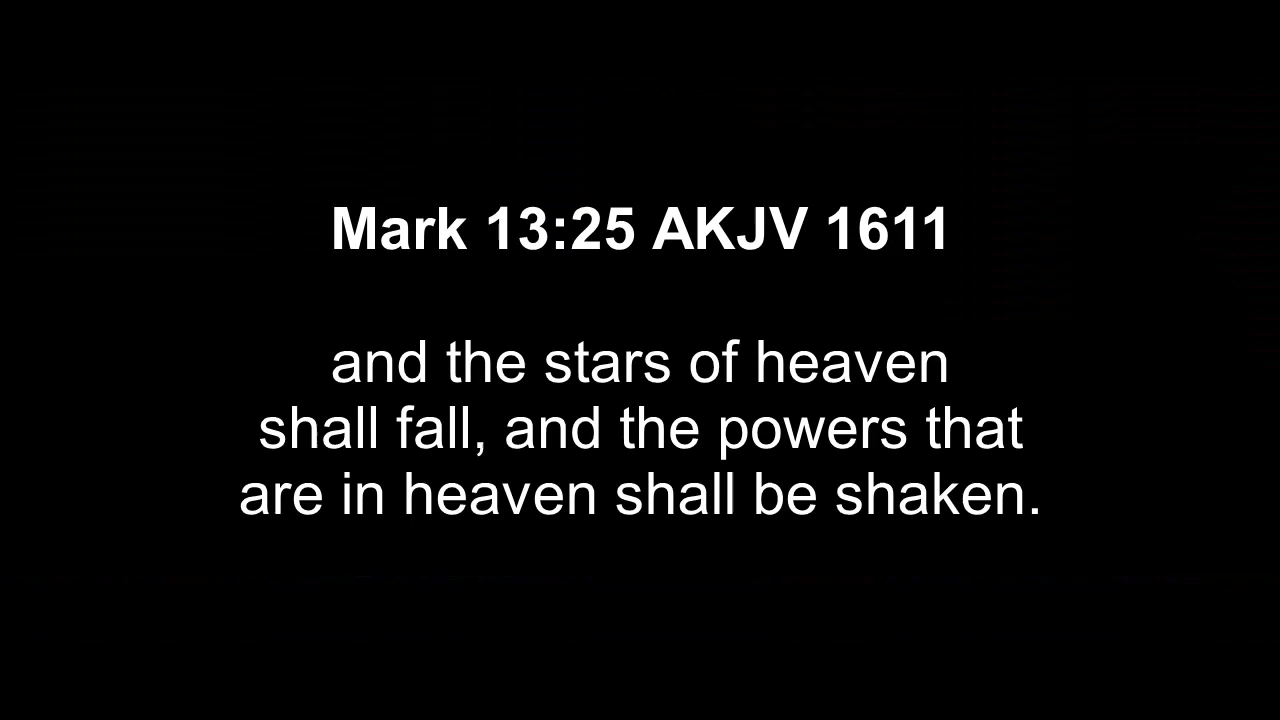 Mark 13:25 AKJV 1611
and the stars of heaven
shall fall, and the powers that
are in heaven shall be shaken.